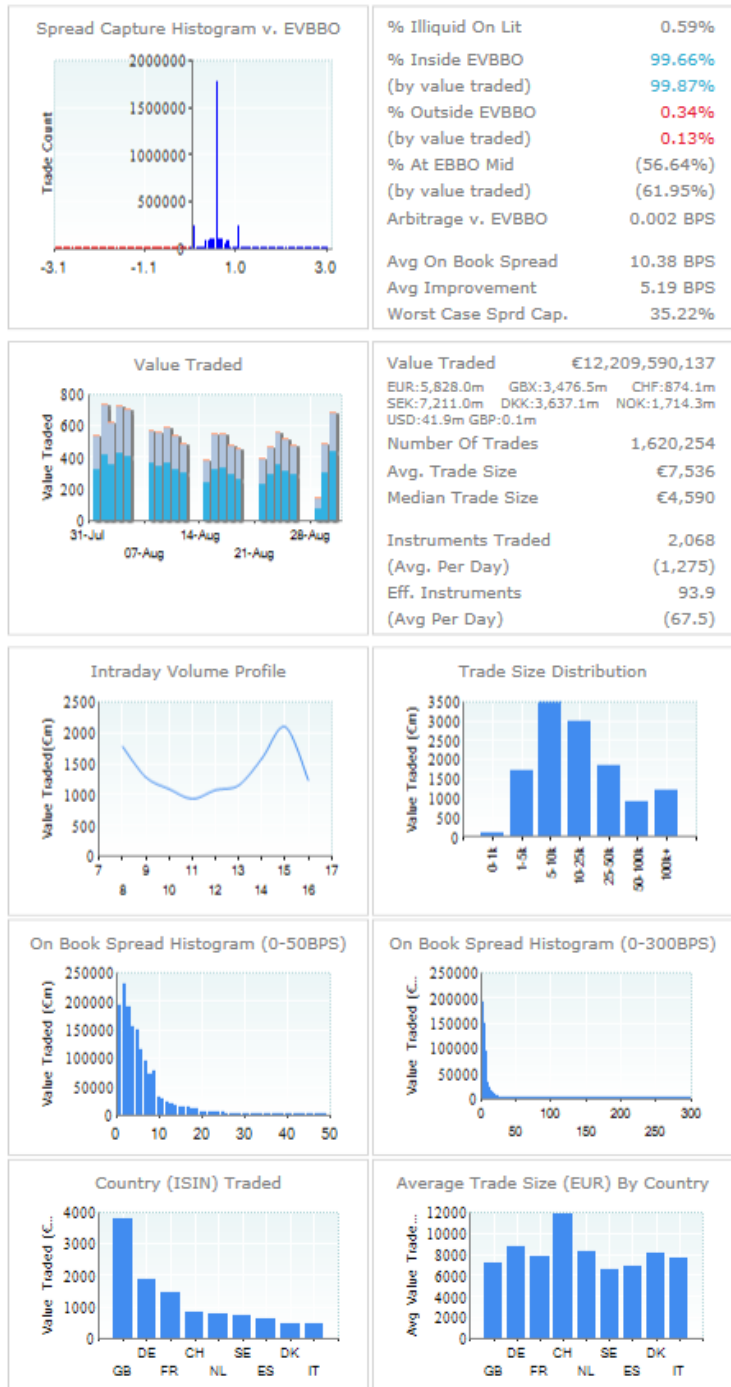 Spread Capture Histogram v. EVBBO
Trade Count
2000000
1500000
1000000
500000
0
-3.1 -1.1 1.0 3.0
% Illiquid On Lit 0.59%
% Inside EVBBO 99.66%
(by value traded) 99.87%
% Outside EVBBO 0.34%
(by value traded) 0.13%
% At EBBO Mid (56.64%)
(by value traded) (61.95%)
Arbitrage v. EVBBO 0.002 BPS
Avg On Book Spread 10.38 BPS
Avg Improvement 5.19 BPS
Worst Case Sprd Cap. 35.22%
Value Traded
Value Traded
800
600
400
200
0
31-Jul 14-Aug 28-Aug
07-Aug 21-Aug
Value Traded €12,209,590,137
EUR:5,828.0m GBX:3,476.5m CHF:874.1m
SEK:7,211.0m DKK:3,637.1m NOK:1,714.3m
USD:41.9m GBP:0.1m
Number Of Trades 1,620,254
Avg. Trade Size €7,536
Median Trade Size €4,590
Instruments Traded 2,068
(Avg. Per Day) (1,275)
Eff. Instruments 93.9
(Avg Per Day) (67.5)
Intraday Volume Profile
Value Traded(€m)
2500
2000
1500
1000
500
0
7 9 11 13 15 17
8 10 12 14 16
Trade Size Distribution
Value Traded (€m)
3500
3000
2500
2000
1500
1000
500
0
0-1k 1-5k 5-10k 10-25k 25-50k 50-100k 100k+
On Book Spread Histogram (0-50BPS)
Value Traded (€m)
250000
200000
150000
100000
50000
0
0 10 20 30 40 50
On Book Spread Histogram (0-300BPS)
Value Traded (€...
250000
200000
150000
100000
50000
0
0 100 200 300
50 150 250
Country (ISIN) Traded
Value Traded (€...
4000
3000
2000
1000
0
DE CH SE DK
GB FR NL ES IT
Average Trade Size (EUR) By Country
Avg Value Trade...
12000
10000
8000
6000
4000
2000
0
DE CH SE DK
GB FR NL ES IT